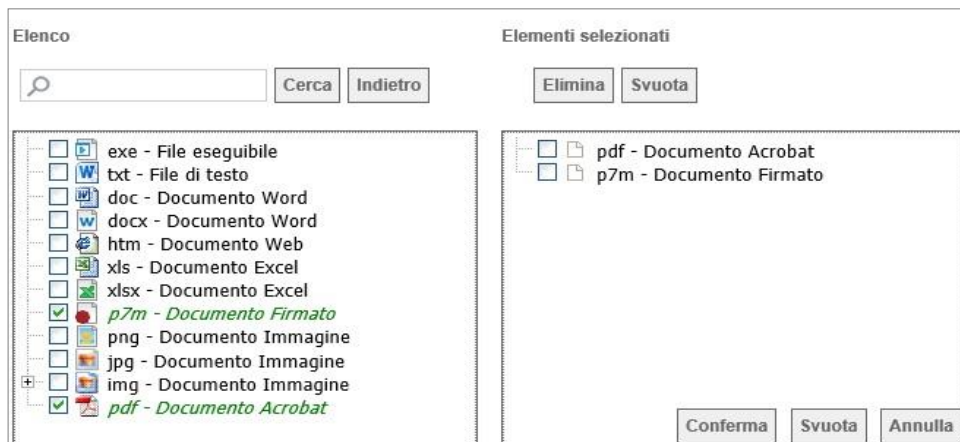 Elenco
Cerca
Indietro
exe - File eseguibile
txt - File di testo
doc - Documento Word
docx - Documento Word
htm - Documento Web
xls - Documento Excel
xlsx - Documento Excel
p7m - Documento Firmato
png - Documento Immagine
jpg - Documento Immagine
img - Documento Immagine
pdf - Documento Acrobat
Elementi selezionati
Elimina
Svuota
pdf - Documento Acrobat
p7m - Documento Firmato
Conferma
Svuota
Annulla